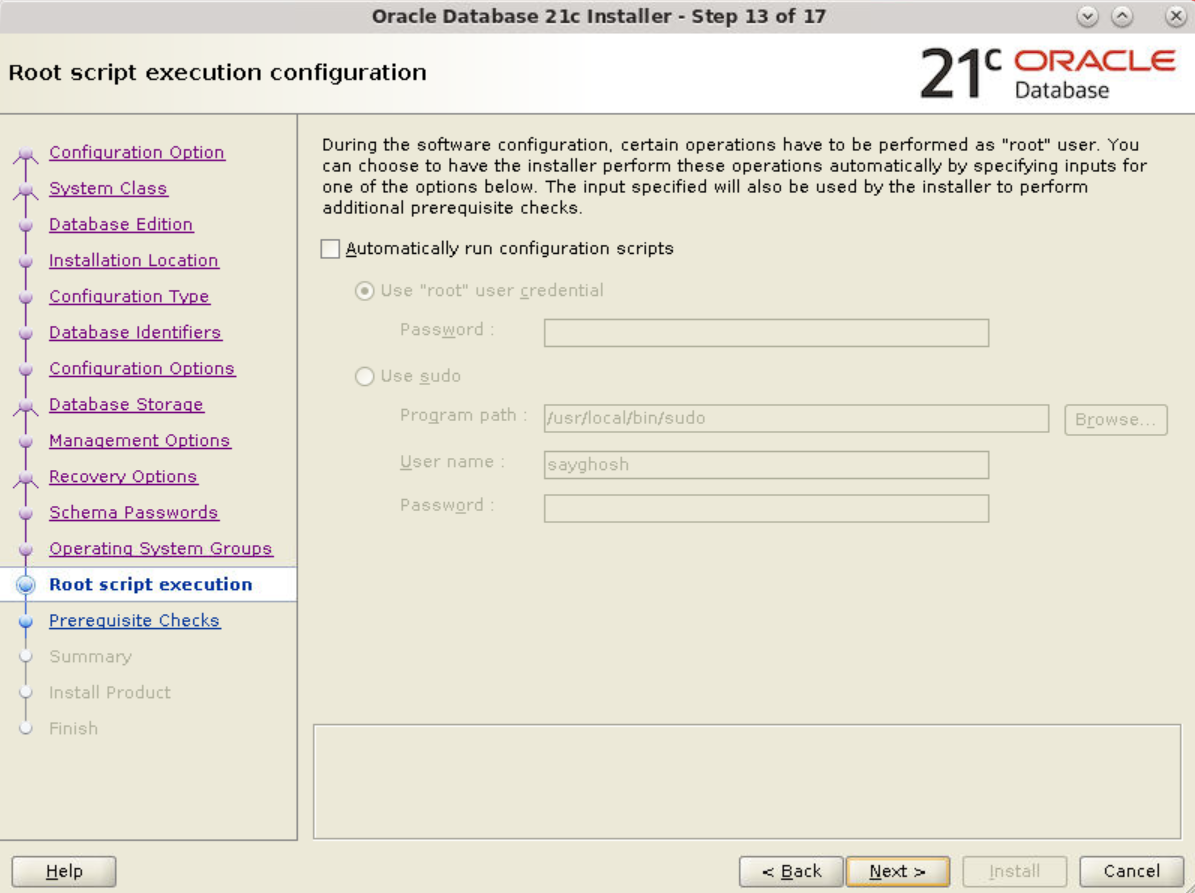 Oracle Database 21c Installer - Step 13 of 17
Root script execution configuration
21c ORACLE
Database
Configuration Option
System Class
Database Edition
Installation Location
Configuration Type
Database Identifiers
Configuration Options
Database Storage
Management Options
Recovery Options
Schema Passwords
Operating System Groups
Root script execution
Prerequisite Checks
Summary
Install Product
Finish
During the software configuration, certain operations have to be performed as "root" user. You
can choose to have the installer perform these operations automatically by specifying inputs for
one of the options below. The input specified will also be used by the installer to perform
additional prerequisite checks.
Automatically run configuration scripts
Use "root" user credential
Password :
Use sudo
Program path : /usr/local/bin/sudo Browse...
User name : sayghosh
Password :
Help < Back Next > Install Cancel